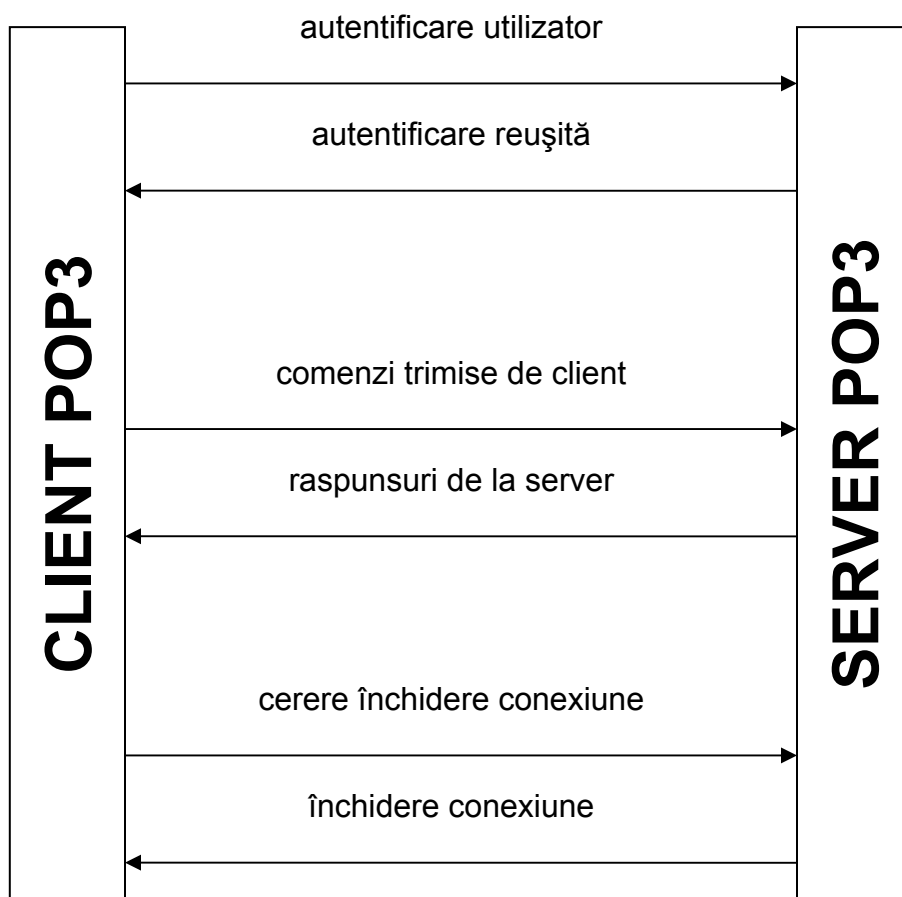 autentificare utilizator
autentificare reuşită
CLIENT POP3
SERVER POP3
comenzi trimise de client
raspunsuri de la server
cerere închidere conexiune
închidere conexiune